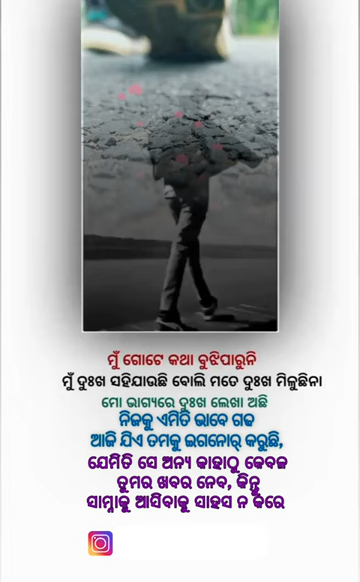 ମୁଁ ଗୋଟେ କଥା ବୁଝିପାରୁନି
ମୁଁ ଦୁଃଖ ସହିଯାଉଛି ବୋଲି ମତେ ଦୁଃଖ ମିଳୁଛିନା
ମୋ ଭାଗ୍ୟରେ ଦୁଃଖ ଲେଖା ଅଛି
ନିଜକୁ ଏମିତି ଭାବେ ଗଢ
ଆଜି ଯିଏ ତମକୁ ଇଗନୋର୍ କରୁଛି,
ଯେମିତି ସେ ଅନ୍ୟ କାହାଠୁ କେବଳ
ତୁମର ଖବର ନେବ, କିନ୍ତୁ
ସାମ୍ନାକୁ ଆସିବାକୁ ସାହସ ନ କରେ